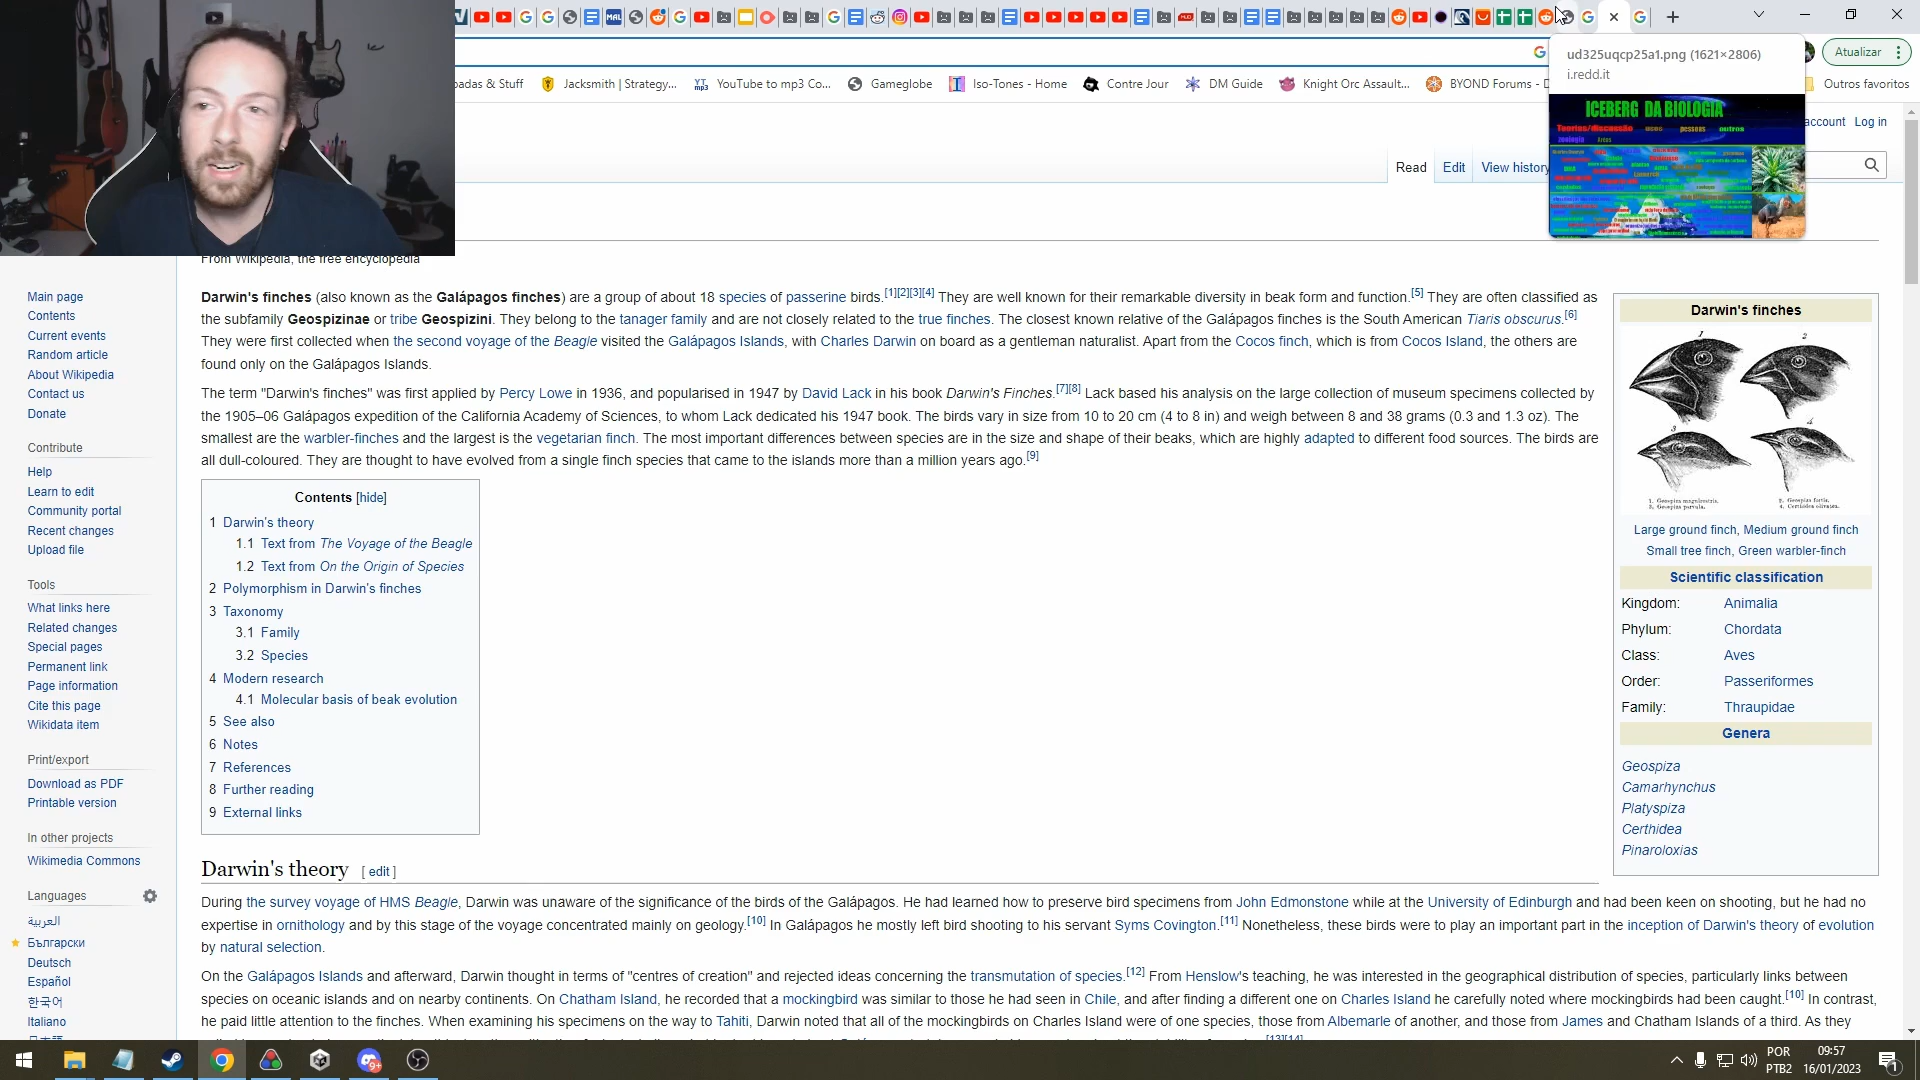 Atualizar
ud325uqcp25a1.png (1621×2806)
i.redd.it
badas & Stuff
Jacksmith | Strategy...
YouTube to mp3 Co...
Gameglobe
Iso-Tones - Home
Contre Jour
DM Guide
Knight Orc Assault...
BYOND Forums - D
Outros favoritos
ICEBERG DA BIOLOGIA
Teorias/discussão
pessoas
outros
zoologia
account Log in
Read Edit View history
From Wikipedia, the free encyclopedia
Main page
Contents
Current events
Random article
About Wikipedia
Contact us
Donate
Contribute
Help
Learn to edit
Community portal
Recent changes
Upload file
Tools
What links here
Related changes
Special pages
Permanent link
Page information
Cite this page
Wikidata item
Print/export
Download as PDF
Printable version
In other projects
Wikimedia Commons
Languages
العربية
Български
Deutsch
Español
한국어
Italiano
Darwin's finches (also known as the Galápagos finches) are a group of about 18 species of passerine birds.[1][2][3][4] They are well known for their remarkable diversity in beak form and function.[5] They are often classified as
the subfamily Geospizinae or tribe Geospizini. They belong to the tanager family and are not closely related to the true finches. The closest known relative of the Galápagos finches is the South American Tiaris obscurus.[6]
They were first collected when the second voyage of the Beagle visited the Galápagos Islands, with Charles Darwin on board as a gentleman naturalist. Apart from the Cocos finch, which is from Cocos Island, the others are
found only on the Galápagos Islands.
The term "Darwin's finches" was first applied by Percy Lowe in 1936, and popularised in 1947 by David Lack in his book Darwin's Finches.[7][8] Lack based his analysis on the large collection of museum specimens collected by
the 1905–06 Galápagos expedition of the California Academy of Sciences, to whom Lack dedicated his 1947 book. The birds vary in size from 10 to 20 cm (4 to 8 in) and weigh between 8 and 38 grams (0.3 and 1.3 oz). The
smallest are the warbler-finches and the largest is the vegetarian finch. The most important differences between species are in the size and shape of their beaks, which are highly adapted to different food sources. The birds are
all dull-coloured. They are thought to have evolved from a single finch species that came to the islands more than a million years ago.[9]
Contents [hide]
1 Darwin's theory
1.1 Text from The Voyage of the Beagle
1.2 Text from On the Origin of Species
2 Polymorphism in Darwin's finches
3 Taxonomy
3.1 Family
3.2 Species
4 Modern research
4.1 Molecular basis of beak evolution
5 See also
6 Notes
7 References
8 Further reading
9 External links
Darwin's finches
1 2
3 4
1. Geospiza magnirostris. 2. Geospiza fortis.
3. Geospiza parvula. 4. Certhidea olivacea.
Large ground finch, Medium ground finch
Small tree finch, Green warbler-finch
Scientific classification
Kingdom: Animalia
Phylum: Chordata
Class: Aves
Order: Passeriformes
Family: Thraupidae
Genera
Geospiza
Camarhynchus
Platyspiza
Certhidea
Pinaroloxias
Darwin's theory [ edit ]
During the survey voyage of HMS Beagle, Darwin was unaware of the significance of the birds of the Galápagos. He had learned how to preserve bird specimens from John Edmonstone while at the University of Edinburgh and had been keen on shooting, but he had no
expertise in ornithology and by this stage of the voyage concentrated mainly on geology.[10] In Galápagos he mostly left bird shooting to his servant Syms Covington.[11] Nonetheless, these birds were to play an important part in the inception of Darwin's theory of evolution
by natural selection.
On the Galápagos Islands and afterward, Darwin thought in terms of "centres of creation" and rejected ideas concerning the transmutation of species.[12] From Henslow's teaching, he was interested in the geographical distribution of species, particularly links between
species on oceanic islands and on nearby continents. On Chatham Island, he recorded that a mockingbird was similar to those he had seen in Chile, and after finding a different one on Charles Island he carefully noted where mockingbirds had been caught.[10] In contrast,
he paid little attention to the finches. When examining his specimens on the way to Tahiti, Darwin noted that all of the mockingbirds on Charles Island were of one species, those from Albemarle of another, and those from James and Chatham Islands of a third. As they
[13][14]
POR
PTB2
09:57
16/01/2023